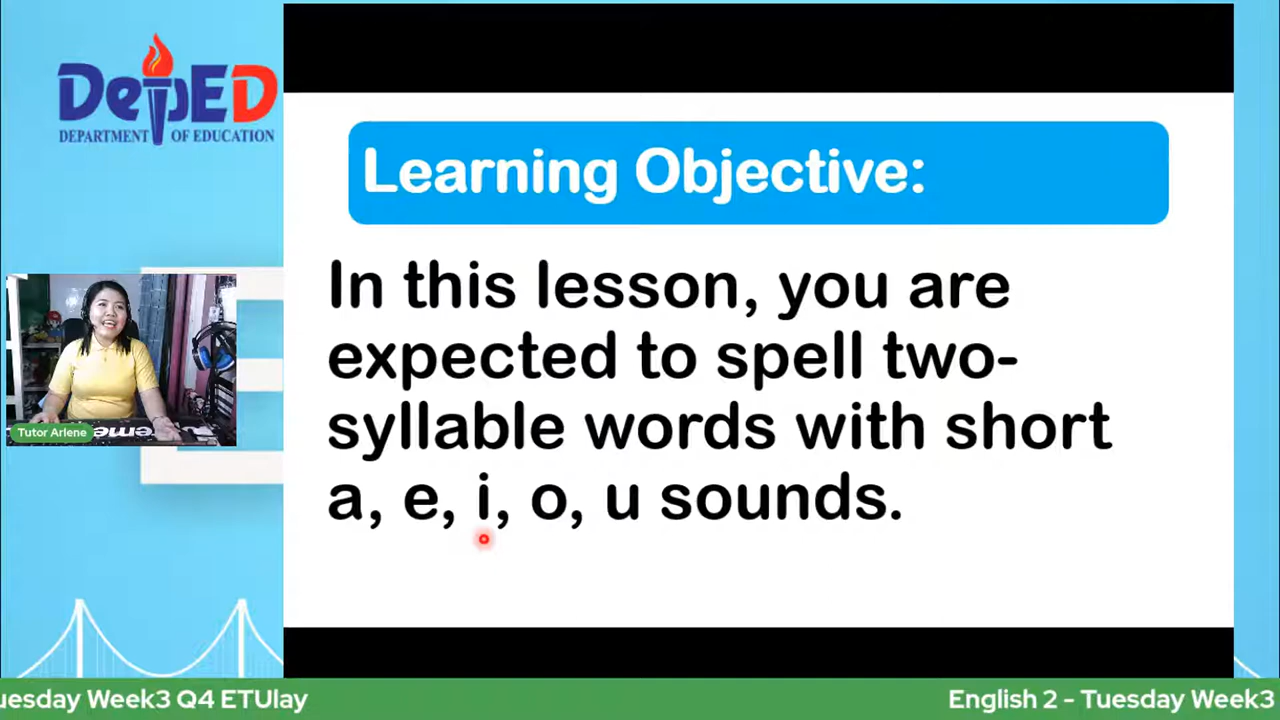 DepED
DEPARTMENT OF EDUCATION
Learning Objective:
In this lesson, you are
expected to spell two-
syllable words with short
a, e, i, o, u sounds.
Tutor Arlene
uesday Week3 Q4 ETUlay
English 2 - Tuesday Week3